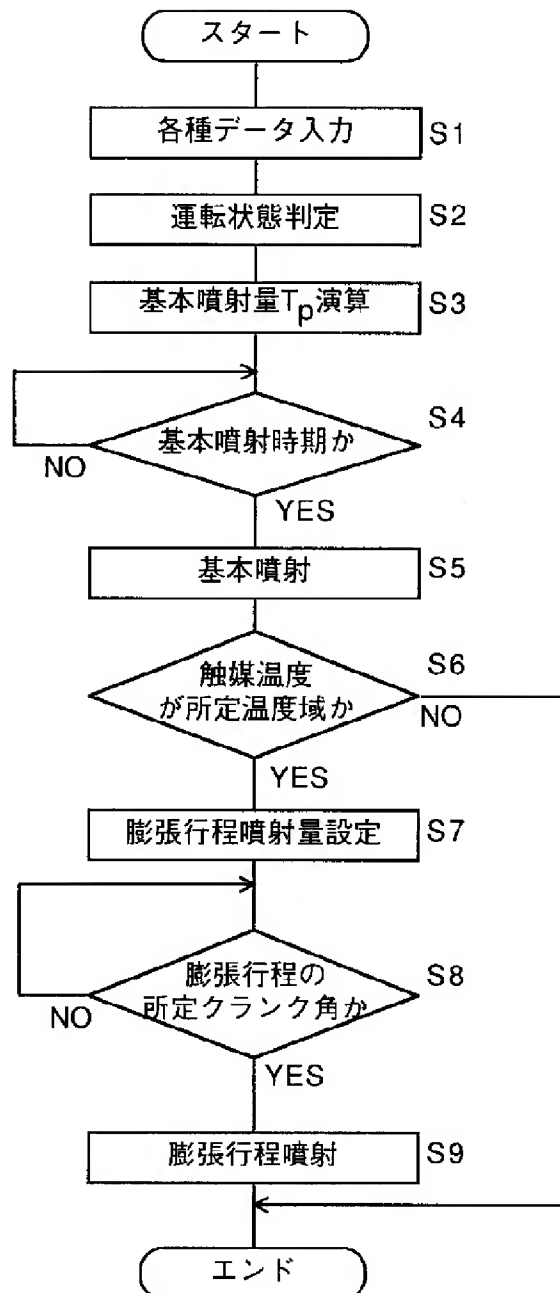 スタート
各種データ入力 S1
運転状態判定 S2
基本噴射量Tp演算 S3
S4
基本噴射時期か
NO
YES
基本噴射 S5
触媒温度 S6
が所定温度域か
NO
YES
膨張行程噴射量設定 S7
膨張行程の S8
所定クランク角か
NO
YES
膨張行程噴射 S9
エンド